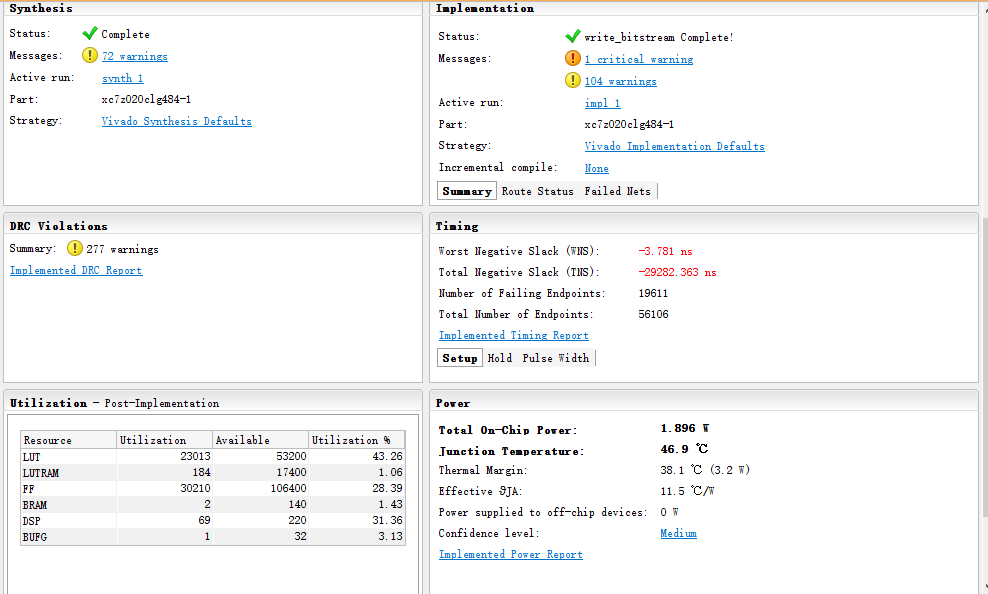 Synthesis
Status: Complete
Messages: 72 warnings
Active run: synth 1
Part: xc7z020clg484-1
Strategy: Vivado Synthesis Defaults
Implementation
Status: write_bitstream Complete!
Messages: 1 critical warning
104 warnings
Active run: impl 1
Part: xc7z020clg484-1
Strategy: Vivado Implementation Defaults
Incremental compile: None
Summary Route Status Failed Nets
DRC Violations
Summary: 277 warnings
Implemented DRC Report
Timing
Worst Negative Slack (WNS): -3.781 ns
Total Negative Slack (TNS): -29282.363 ns
Number of Failing Endpoints: 19611
Total Number of Endpoints: 56106
Implemented Timing Report
Setup Hold Pulse Width
Utilization - Post-Implementation
Resource Utilization Available Utilization %
LUT 23013 53200 43.26
LUTRAM 184 17400 1.06
FF 30210 106400 28.39
BRAM 2 140 1.43
DSP 69 220 31.36
BUFG 1 32 3.13
Power
Total On-Chip Power: 1.896 W
Junction Temperature: 46.9 ℃
Thermal Margin: 38.1 ℃ (3.2 W)
Effective ϑJA: 11.5 ℃/W
Power supplied to off-chip devices: 0 W
Confidence level: Medium
Implemented Power Report